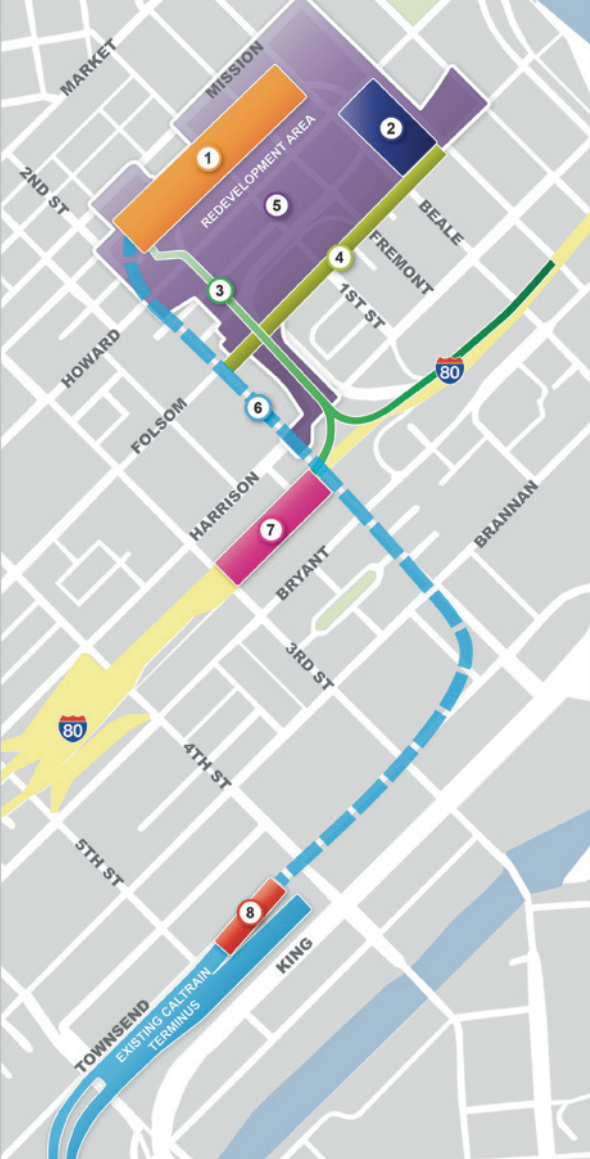 MARKET
MISSION
2
1
REDEVELOPMENT AREA
2ND ST
5
BEALE
FREMONT
4
3
1ST ST
HOWARD
80
6
FOLSOM
HARRISON
BRANNAN
7
BRYANT
3RD ST
80
4TH ST
5TH ST
8
KING
EXISTING CALTRAIN
TERMINUS
TOWNSEND